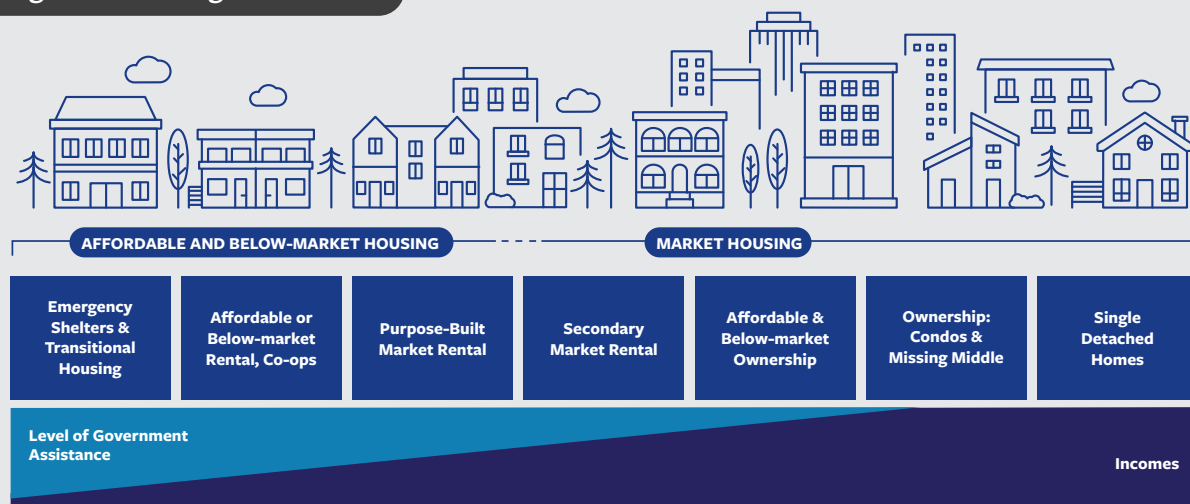 AFFORDABLE AND BELOW-MARKET HOUSING
MARKET HOUSING
Emergency
Shelters &
Transitional
Housing
Affordable or
Below-market
Rental, Co-ops
Purpose-Built
Market Rental
Secondary
Market Rental
Affordable &
Below-market
Ownership
Ownership:
Condos &
Missing Middle
Single
Detached
Homes
Level of Government
Assistance
Incomes